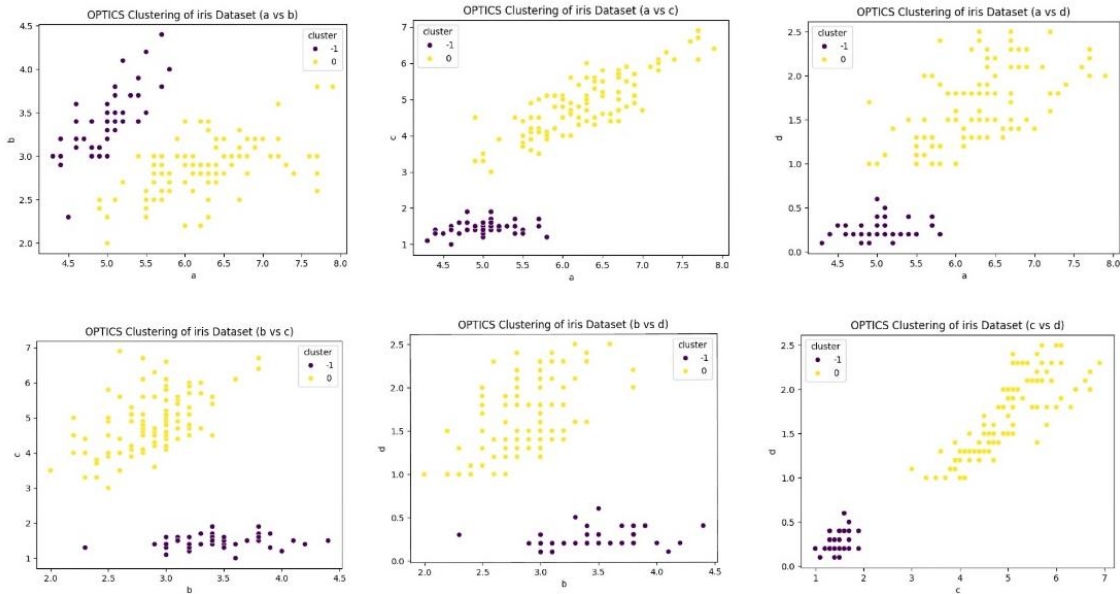 OPTICS Clustering of iris Dataset (a vs b)
cluster
-1
0
b
4.5
4.0
3.5
3.0
2.5
2.0
4.5 5.0 5.5 6.0 6.5 7.0 7.5 8.0
a
OPTICS Clustering of iris Dataset (a vs c)
cluster
-1
0
c
7
6
5
4
3
2
1
4.5 5.0 5.5 6.0 6.5 7.0 7.5 8.0
a
OPTICS Clustering of iris Dataset (a vs d)
cluster
-1
0
d
2.5
2.0
1.5
1.0
0.5
0.0
4.5 5.0 5.5 6.0 6.5 7.0 7.5 8.0
a
OPTICS Clustering of iris Dataset (b vs c)
cluster
-1
0
c
7
6
5
4
3
2
1
2.0 2.5 3.0 3.5 4.0 4.5
b
OPTICS Clustering of iris Dataset (b vs d)
cluster
-1
0
d
2.5
2.0
1.5
1.0
0.5
0.0
2.0 2.5 3.0 3.5 4.0 4.5
b
OPTICS Clustering of iris Dataset (c vs d)
cluster
-1
0
d
2.5
2.0
1.5
1.0
0.5
0.0
1 2 3 4 5 6 7
c